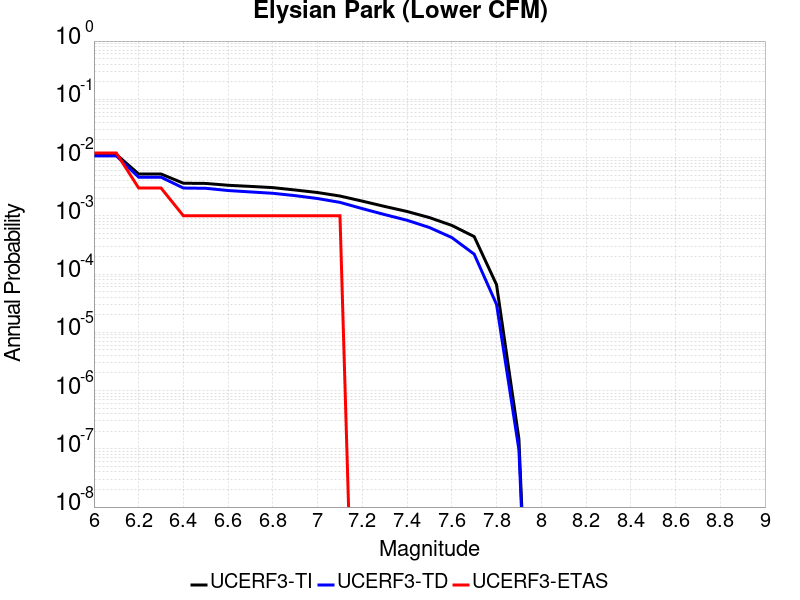 Elysian Park (Lower CFM)
10^0
10^-1
10^-2
10^-3
10^-4
10^-5
10^-6
10^-7
10^-8
Annual Probability
6 6.2 6.4 6.6 6.8 7 7.2 7.4 7.6 7.8 8 8.2 8.4 8.6 8.8 9
Magnitude
UCERF3-TI UCERF3-TD UCERF3-ETAS